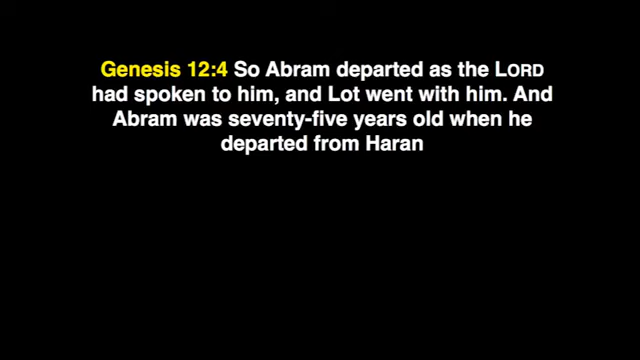 Genesis 12:4 So Abram departed as the LORD
had spoken to him, and Lot went with him. And
Abram was seventy-five years old when he
departed from Haran